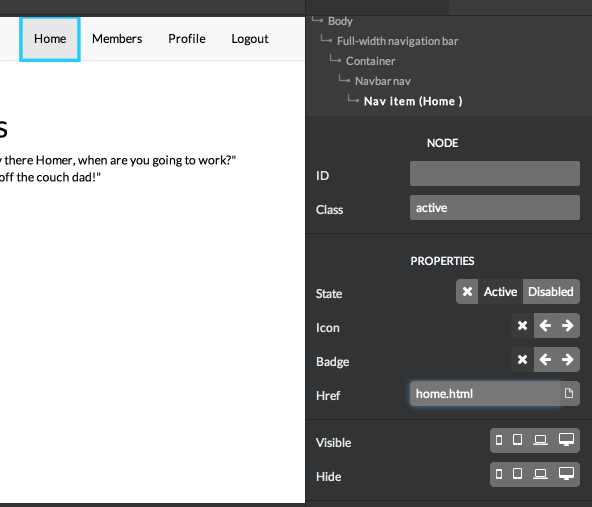 Home Members Profile Logout
s
y there Homer, when are you going to work?"
off the couch dad!"
Body
Full-width navigation bar
Container
Navbar nav
Nav item (Home )
NODE
ID
Class active
PROPERTIES
State Active Disabled
Icon
Badge
Href home.html
Visible
Hide